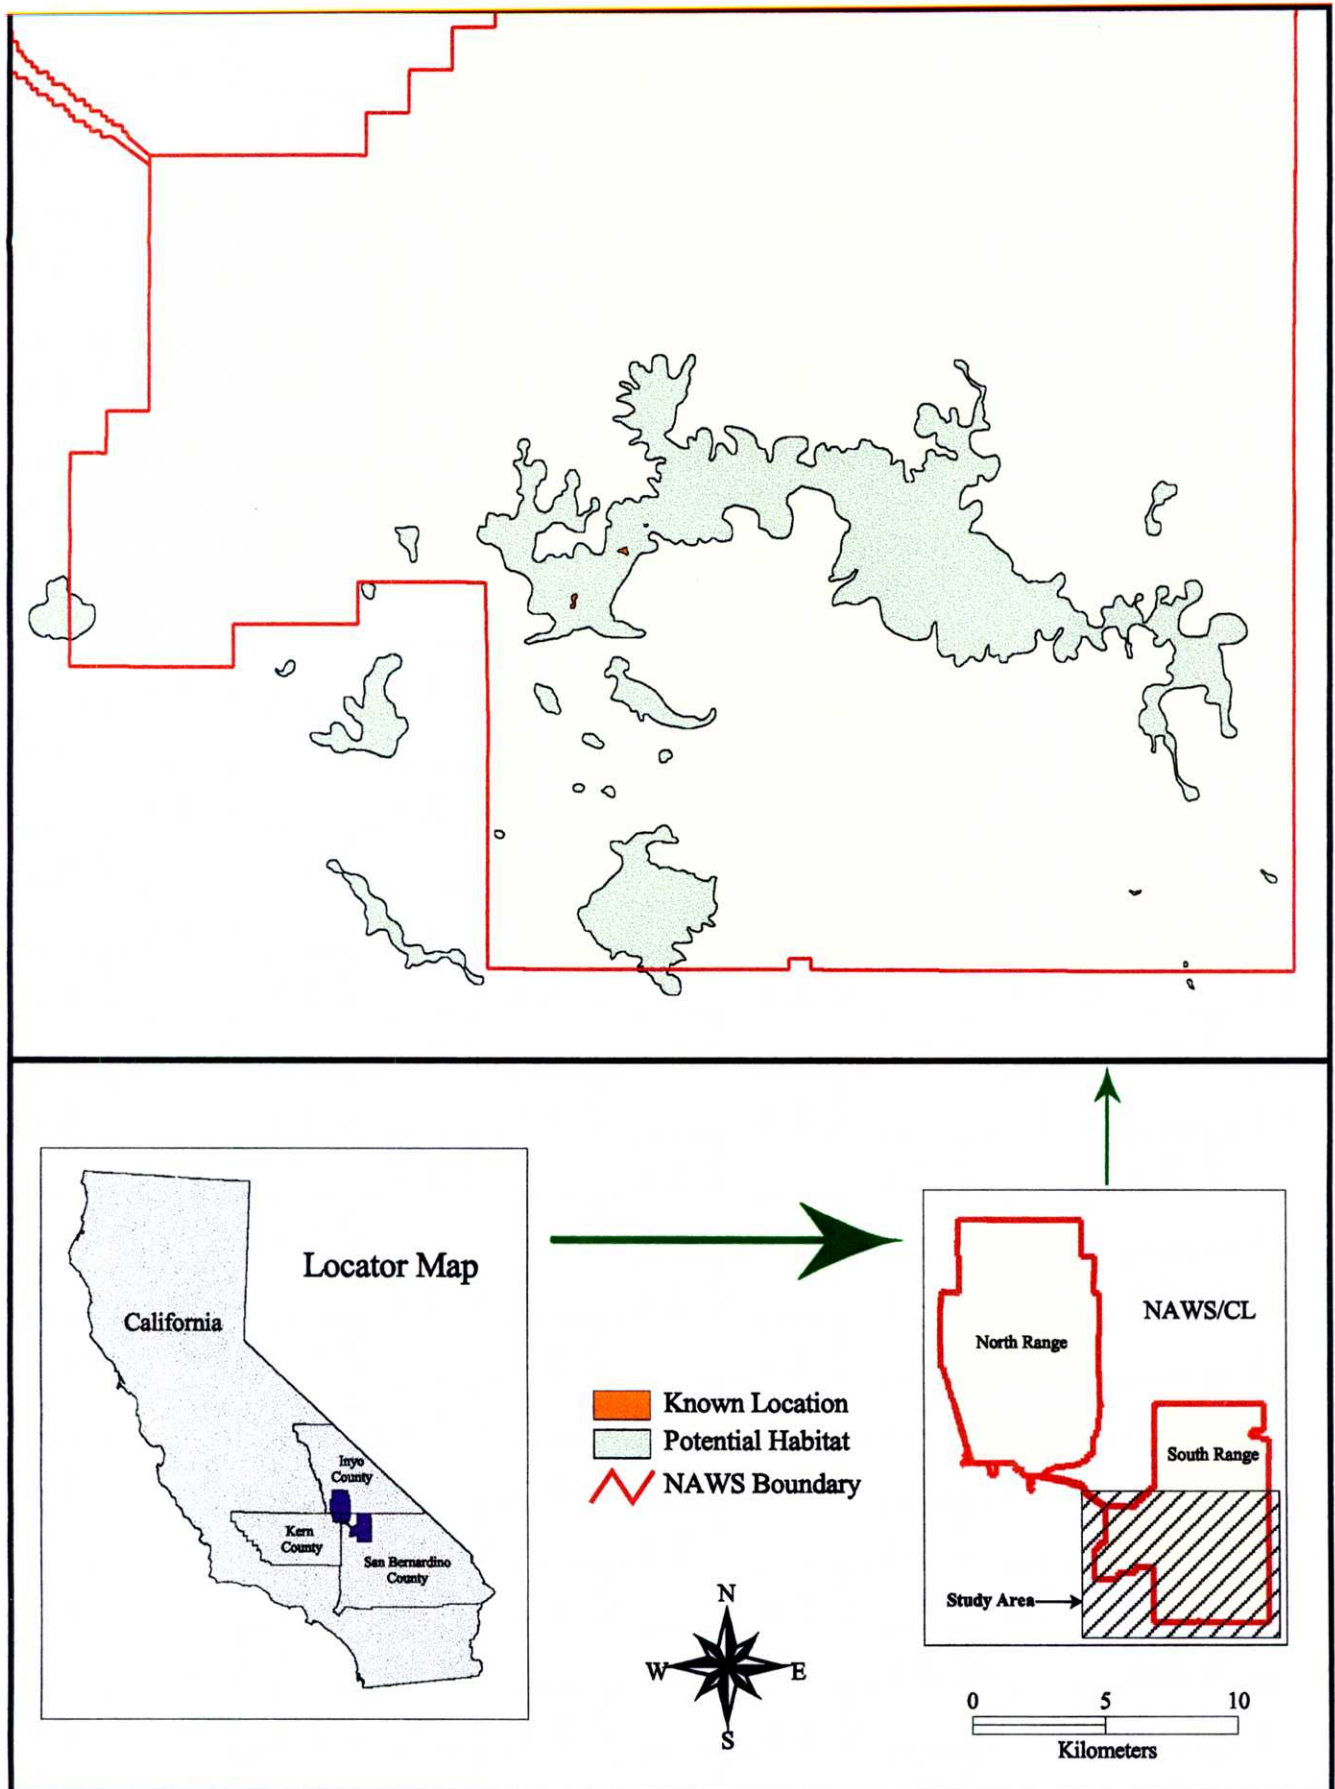 Locator Map
California
Inyo
County
Kern
County
San Bernardino
County
Known Location
Potential Habitat
NAWS Boundary
N
W E
S
NAWS/CL
North Range
South Range
Study Area
0 5 10
Kilometers